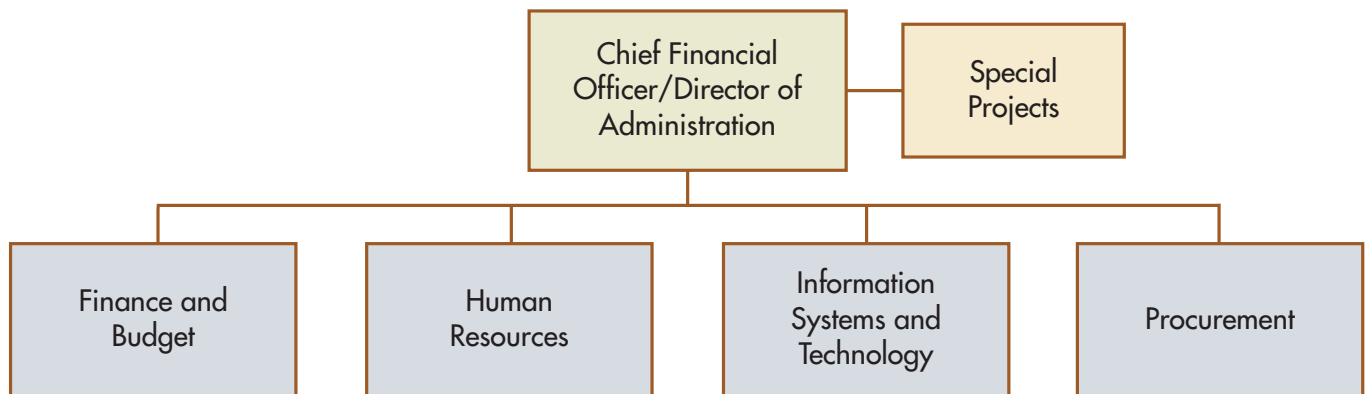 Chief Financial
Officer/Director of
Administration
Special
Projects
Finance and
Budget
Human
Resources
Information
Systems and
Technology
Procurement